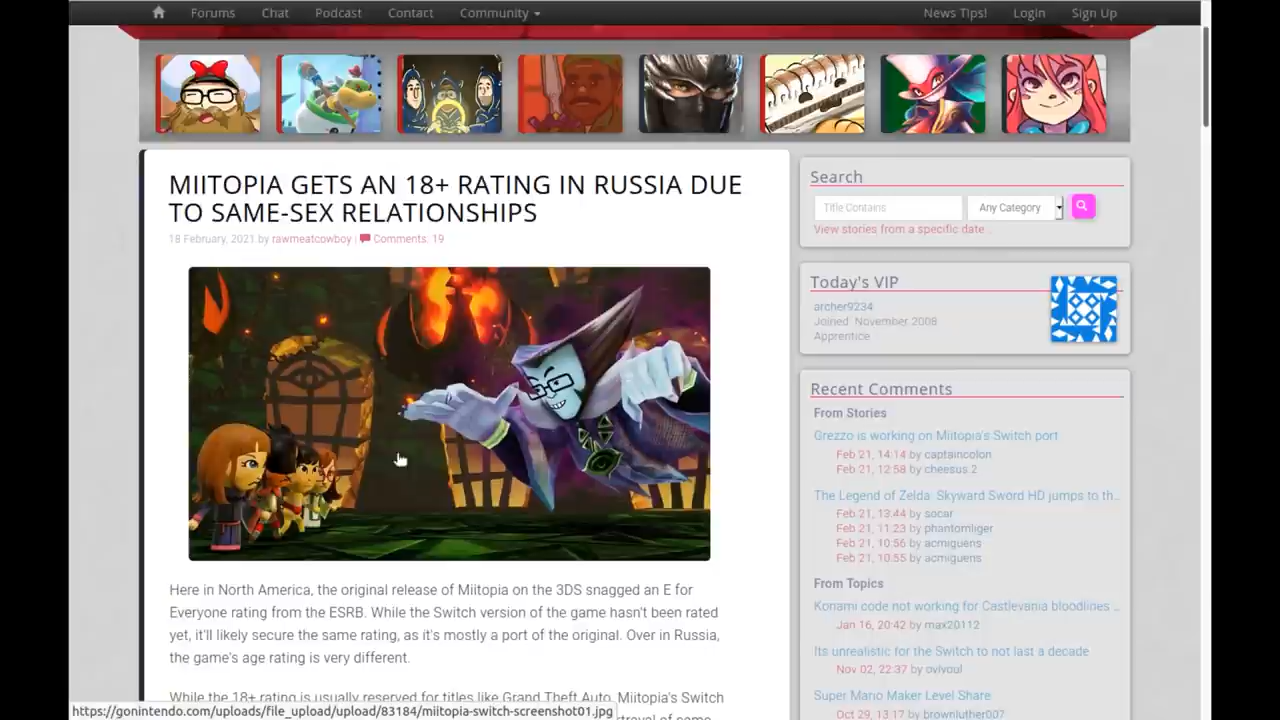 Forums Chat Podcast Contact Community News Tips! Login Sign Up
MIITOPIA GETS AN 18+ RATING IN RUSSIA DUE
TO SAME-SEX RELATIONSHIPS
18 February, 2021 by rawmeatcowboy | Comments: 19
Here in North America, the original release of Miitopia on the 3DS snagged an E for
Everyone rating from the ESRB. While the Switch version of the game hasn't been rated
yet, it'll likely secure the same rating, as it's mostly a port of the original. Over in Russia,
the game's age rating is very different.
While the 18+ rating is usually reserved for titles like Grand Theft Auto, Miitopia's Switch
https://gonintendo.com/uploads/file_upload/upload/83184/miitopia-switch-screenshot01.jpg
Search
Title Contains Any Category
View stories from a specific date...
Today's VIP
archer9234
Joined: November 2008
Apprentice
Recent Comments
From Stories
Grezzo is working on Miitopia's Switch port
Feb 21, 14:14 by captaincolon
Feb 21, 12:58 by cheesus 2
The Legend of Zelda: Skyward Sword HD jumps to th...
Feb 21, 13:44 by socar
Feb 21, 11:23 by phantomliger
Feb 21, 10:56 by acmiguens
Feb 21, 10:55 by acmiguens
From Topics
Konami code not working for Castlevania bloodlines ...
Jan 16, 20:42 by max20112
Its unrealistic for the Switch to not last a decade
Nov 02, 22:37 by ovlvoul
Super Mario Maker Level Share
Oct 29, 13:17 by brownluther007